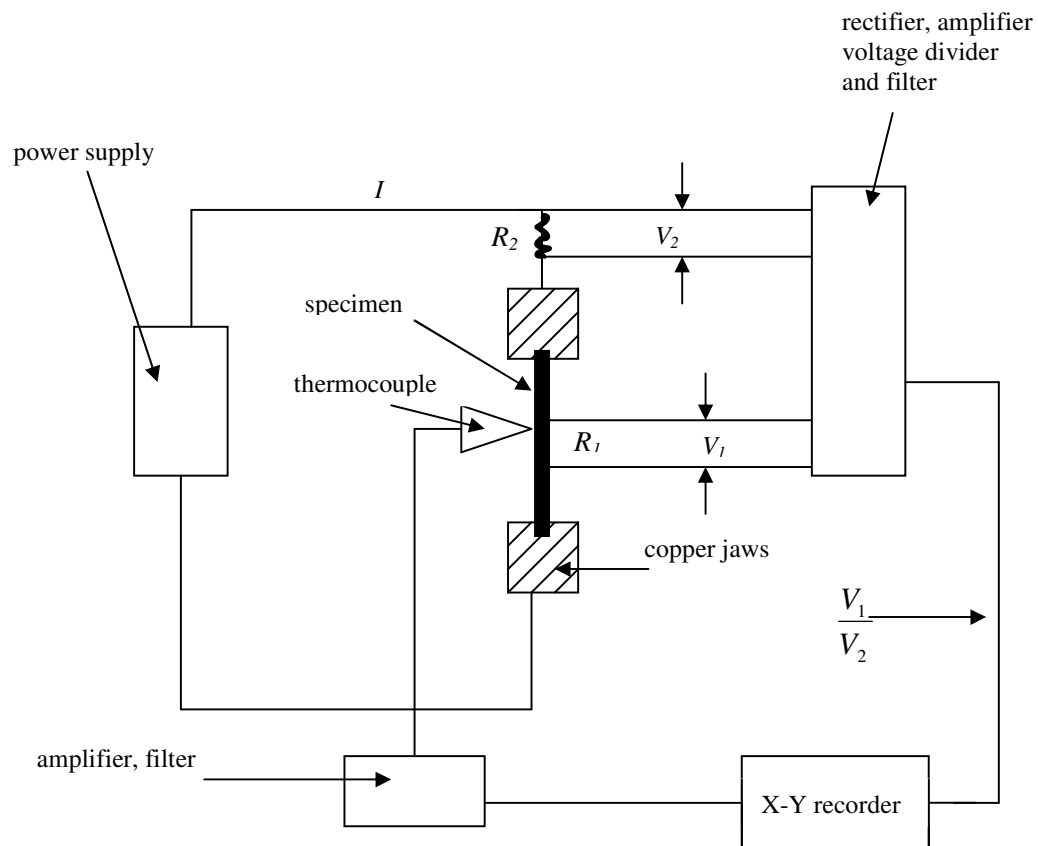 rectifier, amplifier
voltage divider
and filter
power supply
I
R₂
V₂
specimen
thermocouple
R₁
V₁
copper jaws
V₁
V₂
amplifier, filter
X-Y recorder